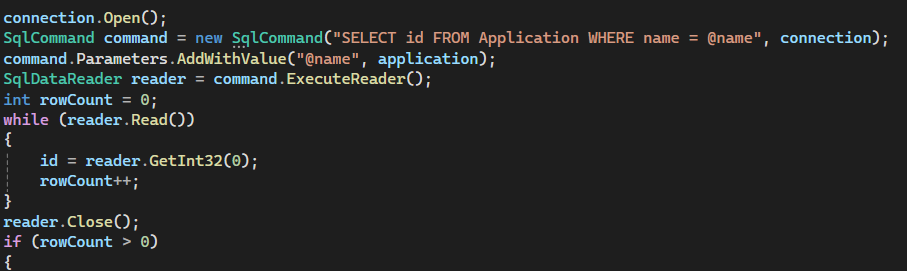 connection.Open();
SqlCommand command = new SqlCommand("SELECT id FROM Application WHERE name = @name", connection);
command.Parameters.AddWithValue("@name", application);
SqlDataReader reader = command.ExecuteReader();
int rowCount = 0;
while (reader.Read())
{
    id = reader.GetInt32(0);
    rowCount++;
}
reader.Close();
if (rowCount > 0)
{